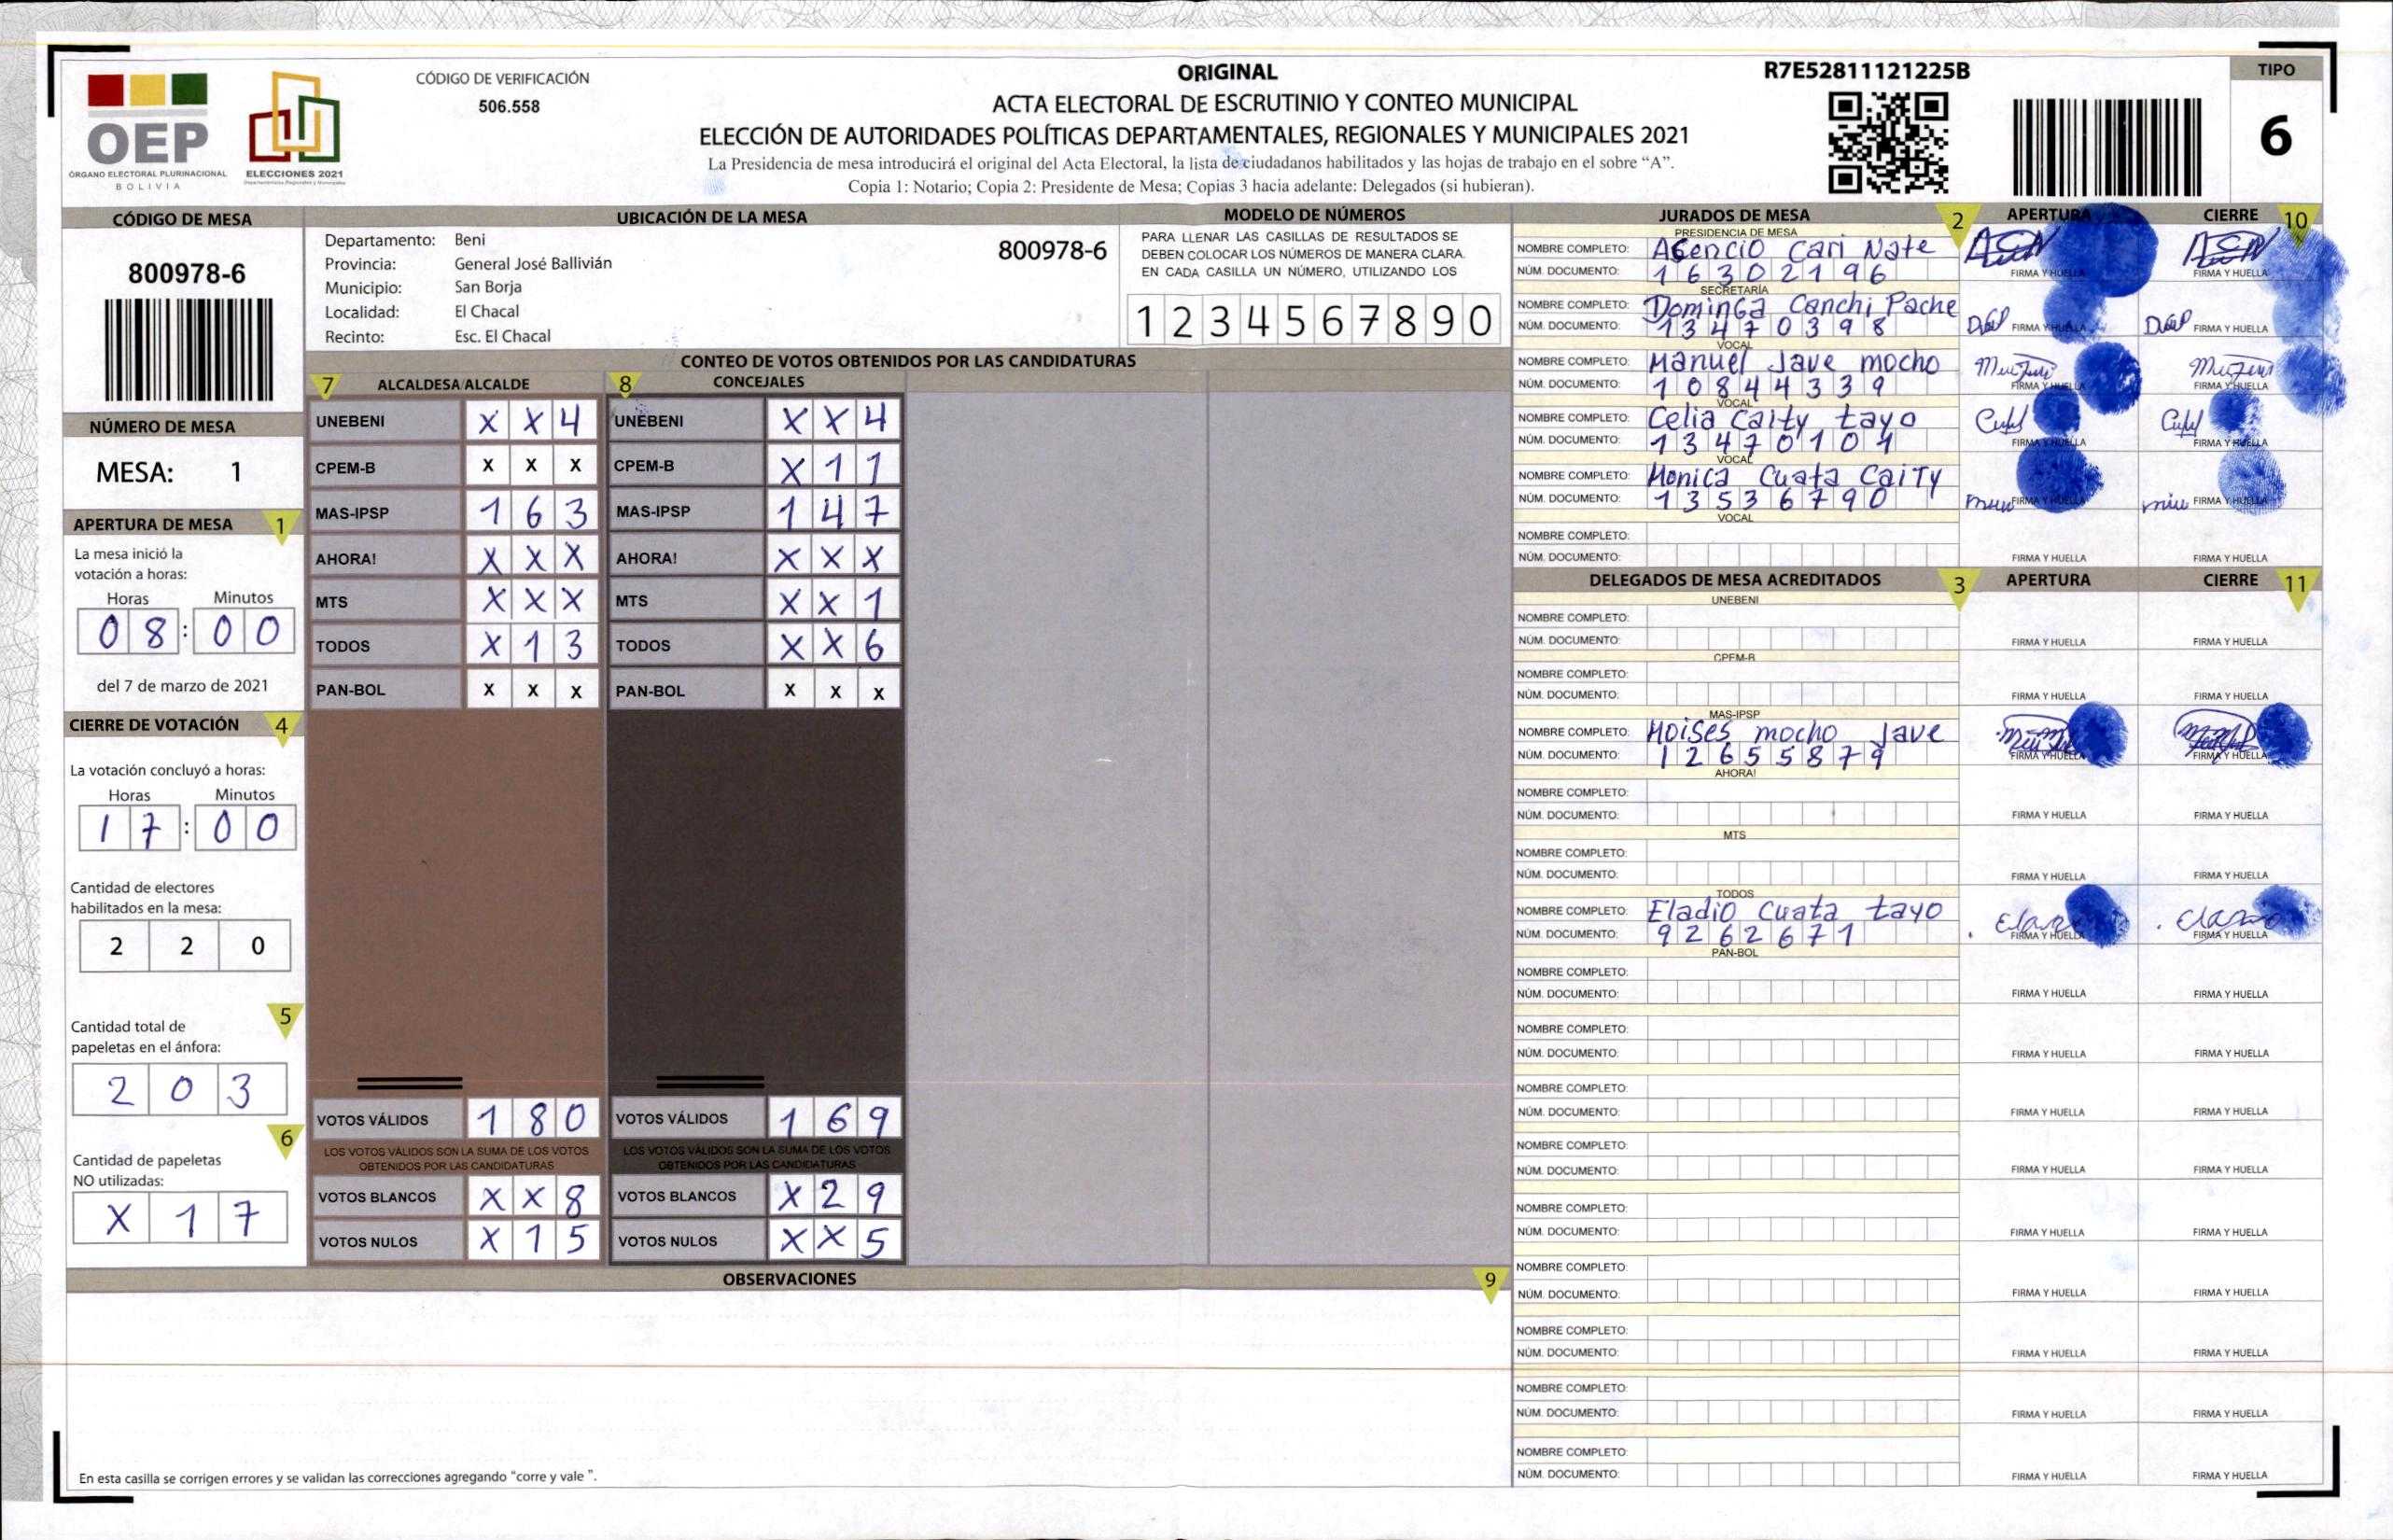 OEP
ÓRGANO ELECTORAL PLURINACIONAL
BOLIVIA
ELECCIONES 2021
CÓDIGO DE VERIFICACIÓN
506.558
ORIGINAL
ACTA ELECTORAL DE ESCRUTINIO Y CONTEO MUNICIPAL
ELECCIÓN DE AUTORIDADES POLÍTICAS DEPARTAMENTALES, REGIONALES Y MUNICIPALES 2021
La Presidencia de mesa introducirá el original del Acta Electoral, la lista de ciudadanos habilitados y las hojas de trabajo en el sobre “A”.
Copia 1: Notario; Copia 2: Presidente de Mesa; Copias 3 hacia adelante: Delegados (si hubieran).
R7E52811121225B
TIPO
6
CÓDIGO DE MESA
800978-6
NÚMERO DE MESA
MESA: 1
APERTURA DE MESA 1
La mesa inició la
votación a horas:
Horas Minutos
0 8 : 0 0
del 7 de marzo de 2021
CIERRE DE VOTACIÓN 4
La votación concluyó a horas:
Horas Minutos
1 7 : 0 0
Cantidad de electores
habilitados en la mesa:
2 2 0
5
Cantidad total de
papeletas en el ánfora:
2 0 3
6
Cantidad de papeletas
NO utilizadas:
X 1 7
UBICACIÓN DE LA MESA
Departamento: Beni
Provincia: General José Ballivián
Municipio: San Borja
Localidad: El Chacal
Recinto: Esc. El Chacal
800978-6
MODELO DE NÚMEROS
PARA LLENAR LAS CASILLAS DE RESULTADOS SE
DEBEN COLOCAR LOS NÚMEROS DE MANERA CLARA.
EN CADA CASILLA UN NÚMERO, UTILIZANDO LOS
1 2 3 4 5 6 7 8 9 0
CONTEO DE VOTOS OBTENIDOS POR LAS CANDIDATURAS
7 ALCALDESA/ALCALDE
UNEBENI X X 4
CPEM-B X X X
MAS-IPSP 1 6 3
AHORA! X X X
MTS X X X
TODOS X 1 3
PAN-BOL X X X
VOTOS VÁLIDOS 1 8 0
LOS VOTOS VÁLIDOS SON LA SUMA DE LOS VOTOS
OBTENIDOS POR LAS CANDIDATURAS
VOTOS BLANCOS X X 8
VOTOS NULOS X 1 5
8 CONCEJALES
UNEBENI X X 4
CPEM-B X 1 1
MAS-IPSP 1 4 7
AHORA! X X X
MTS X X 1
TODOS X X 6
PAN-BOL X X X
VOTOS VÁLIDOS 1 6 9
LOS VOTOS VÁLIDOS SON LA SUMA DE LOS VOTOS
OBTENIDOS POR LAS CANDIDATURAS
VOTOS BLANCOS X 2 9
VOTOS NULOS X X 5
OBSERVACIONES 9
En esta casilla se corrigen errores y se validan las correcciones agregando “corre y vale ”.
JURADOS DE MESA 2 APERTURA CIERRE 10
PRESIDENCIA DE MESA
NOMBRE COMPLETO: Asencio Cari Nate
NÚM. DOCUMENTO: 1 6 3 0 2 1 9 6 FIRMA Y HUELLA FIRMA Y HUELLA
SECRETARÍA
NOMBRE COMPLETO: Dominga Canchi Pache
NÚM. DOCUMENTO: 1 3 4 7 0 3 9 8 FIRMA Y HUELLA FIRMA Y HUELLA
VOCAL
NOMBRE COMPLETO: Manuel Jave mocho
NÚM. DOCUMENTO: 1 0 8 4 4 3 3 9 FIRMA Y HUELLA FIRMA Y HUELLA
VOCAL
NOMBRE COMPLETO: Celia Caity tayo
NÚM. DOCUMENTO: 1 3 4 7 0 1 0 1 FIRMA Y HUELLA FIRMA Y HUELLA
VOCAL
NOMBRE COMPLETO: Monica Cuata CaiTy
NÚM. DOCUMENTO: 1 3 5 3 6 7 9 0 FIRMA Y HUELLA FIRMA Y HUELLA
VOCAL
NOMBRE COMPLETO:
NÚM. DOCUMENTO: FIRMA Y HUELLA FIRMA Y HUELLA
DELEGADOS DE MESA ACREDITADOS 3 APERTURA CIERRE 11
UNEBENI
NOMBRE COMPLETO:
NÚM. DOCUMENTO: FIRMA Y HUELLA FIRMA Y HUELLA
CPEM-B
NOMBRE COMPLETO:
NÚM. DOCUMENTO: FIRMA Y HUELLA FIRMA Y HUELLA
MAS-IPSP
NOMBRE COMPLETO: Moises mocho Jave
NÚM. DOCUMENTO: 1 2 6 5 5 8 7 9 FIRMA Y HUELLA FIRMA Y HUELLA
AHORA!
NOMBRE COMPLETO:
NÚM. DOCUMENTO: FIRMA Y HUELLA FIRMA Y HUELLA
MTS
NOMBRE COMPLETO:
NÚM. DOCUMENTO: FIRMA Y HUELLA FIRMA Y HUELLA
TODOS
NOMBRE COMPLETO: Eladio Cuata tayo
NÚM. DOCUMENTO: 9 2 6 2 6 7 1 FIRMA Y HUELLA FIRMA Y HUELLA
PAN-BOL
NOMBRE COMPLETO:
NÚM. DOCUMENTO: FIRMA Y HUELLA FIRMA Y HUELLA
NOMBRE COMPLETO:
NÚM. DOCUMENTO: FIRMA Y HUELLA FIRMA Y HUELLA
NOMBRE COMPLETO:
NÚM. DOCUMENTO: FIRMA Y HUELLA FIRMA Y HUELLA
NOMBRE COMPLETO:
NÚM. DOCUMENTO: FIRMA Y HUELLA FIRMA Y HUELLA
NOMBRE COMPLETO:
NÚM. DOCUMENTO: FIRMA Y HUELLA FIRMA Y HUELLA
NOMBRE COMPLETO:
NÚM. DOCUMENTO: FIRMA Y HUELLA FIRMA Y HUELLA
NOMBRE COMPLETO:
NÚM. DOCUMENTO: FIRMA Y HUELLA FIRMA Y HUELLA
NOMBRE COMPLETO:
NÚM. DOCUMENTO: FIRMA Y HUELLA FIRMA Y HUELLA
NOMBRE COMPLETO:
NÚM. DOCUMENTO: FIRMA Y HUELLA FIRMA Y HUELLA